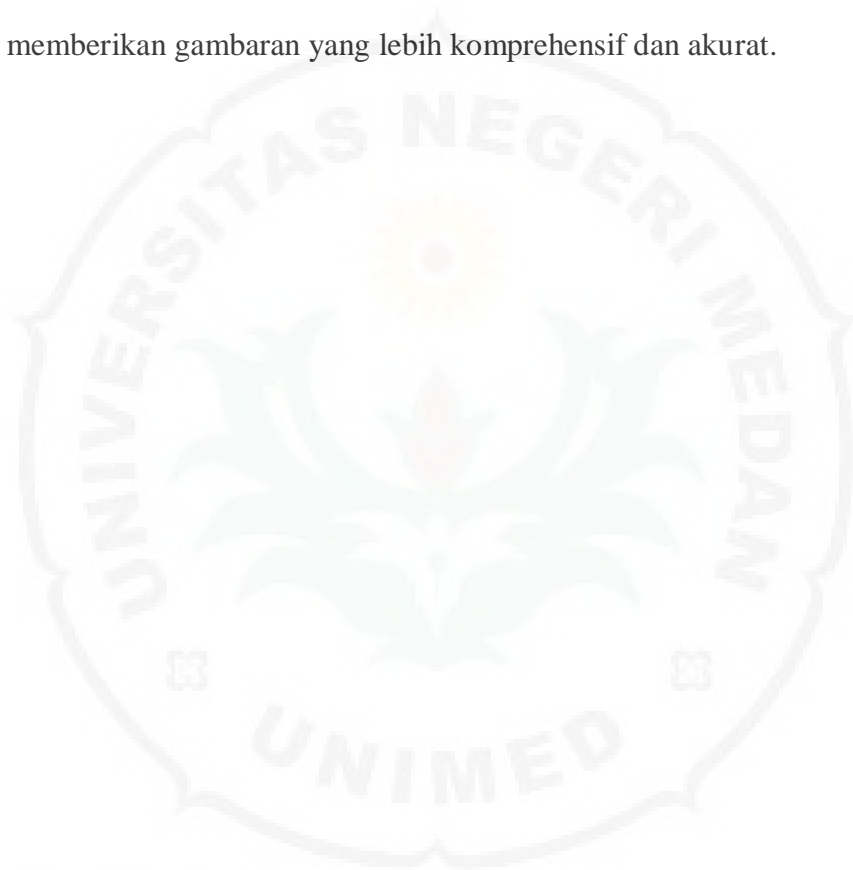 memberikan gambaran yang lebih komprehensif dan akurat.
UNIVERSITAS NEGERI MEDAN
UNIMED